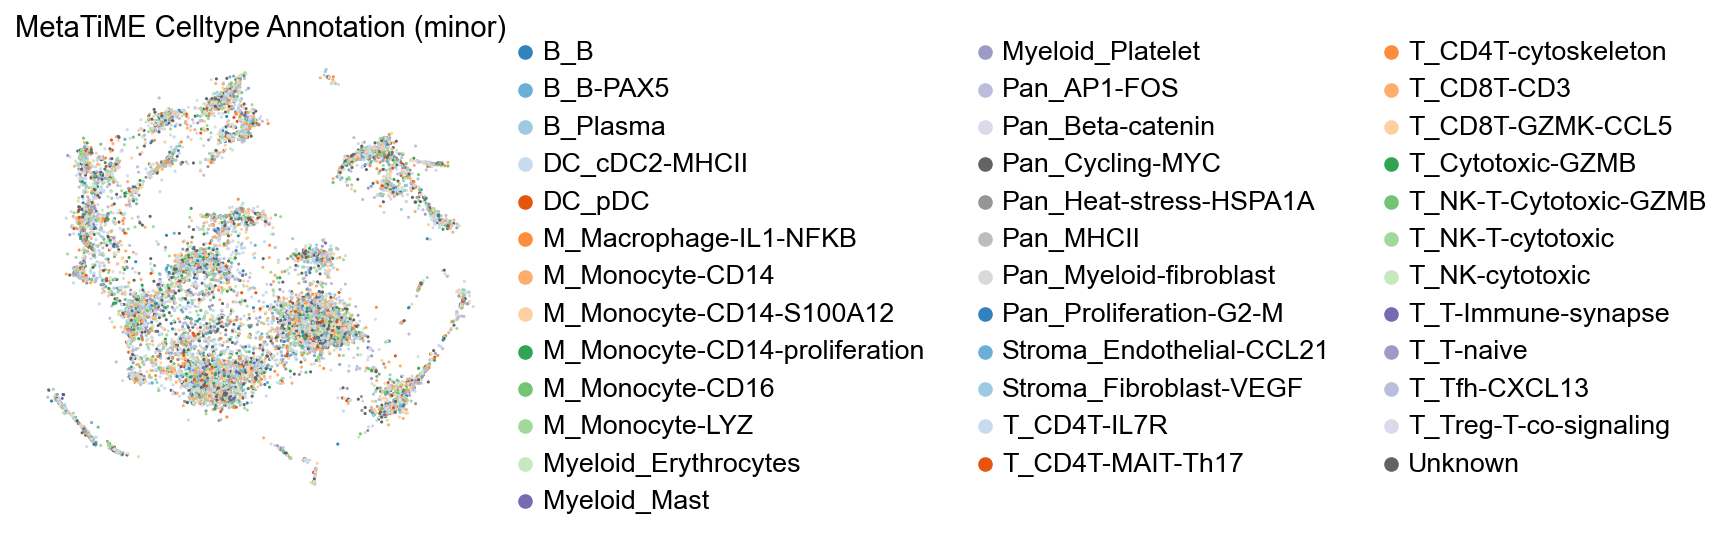 MetaTiME Celltype Annotation (minor)
B_B
B_B-PAX5
B_Plasma
DC_cDC2-MHCII
DC_pDC
M_Macrophage-IL1-NFKB
M_Monocyte-CD14
M_Monocyte-CD14-S100A12
M_Monocyte-CD14-proliferation
M_Monocyte-CD16
M_Monocyte-LYZ
Myeloid_Erythrocytes
Myeloid_Mast
Myeloid_Platelet
Pan_AP1-FOS
Pan_Beta-catenin
Pan_Cycling-MYC
Pan_Heat-stress-HSPA1A
Pan_MHCII
Pan_Myeloid-fibroblast
Pan_Proliferation-G2-M
Stroma_Endothelial-CCL21
Stroma_Fibroblast-VEGF
T_CD4T-IL7R
T_CD4T-MAIT-Th17
T_CD4T-cytoskeleton
T_CD8T-CD3
T_CD8T-GZMK-CCL5
T_Cytotoxic-GZMB
T_NK-T-Cytotoxic-GZMB
T_NK-T-cytotoxic
T_NK-cytotoxic
T_T-Immune-synapse
T_T-naive
T_Tfh-CXCL13
T_Treg-T-co-signaling
Unknown